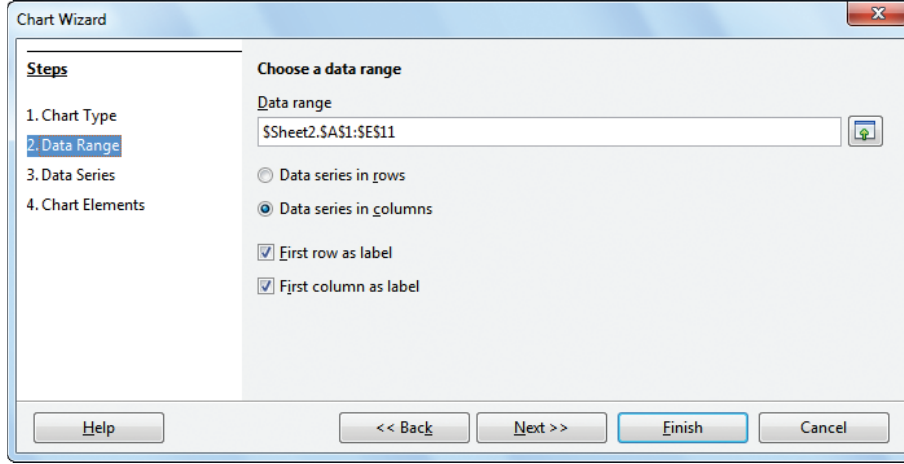 Chart Wizard
Steps
1. Chart Type
2. Data Range
3. Data Series
4. Chart Elements
Choose a data range
Data range
$Sheet2.$A$1:$E$11
Data series in rows
Data series in columns
First row as label
First column as label
Help
<< Back
Next >>
Finish
Cancel